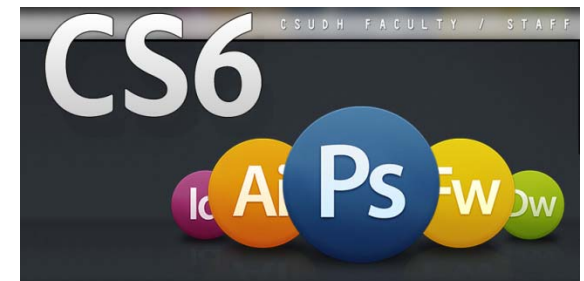 CSUDH FACULTY / STAFF
CS6
Id Ai Ps Fw Dw